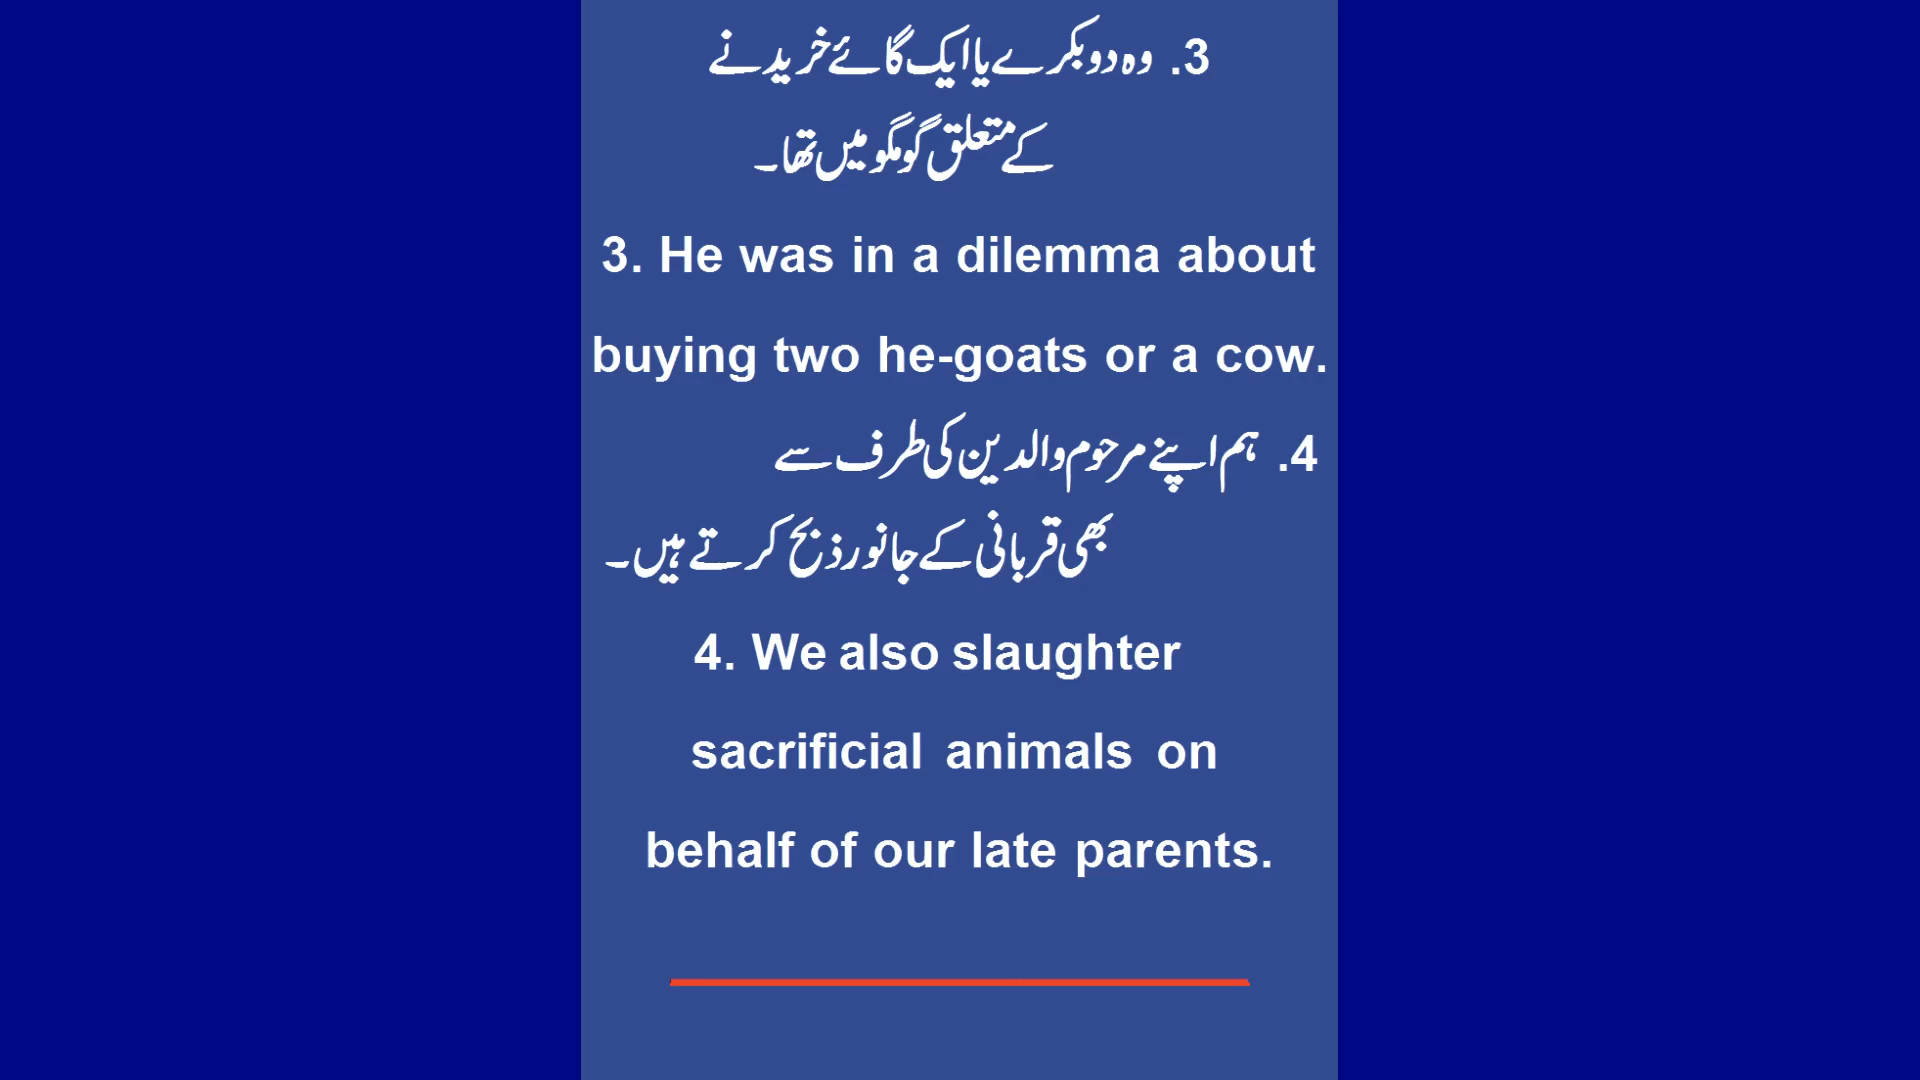 3. وہ دو بکرے یا ایک گائے خریدنے
کے متعلق گومگو میں تھا۔
3. He was in a dilemma about
buying two he-goats or a cow.
4. ہم اپنے مرحوم والدین کی طرف سے
بھی قربانی کے جانور ذبح کرتے ہیں۔
4. We also slaughter
sacrificial animals on
behalf of our late parents.